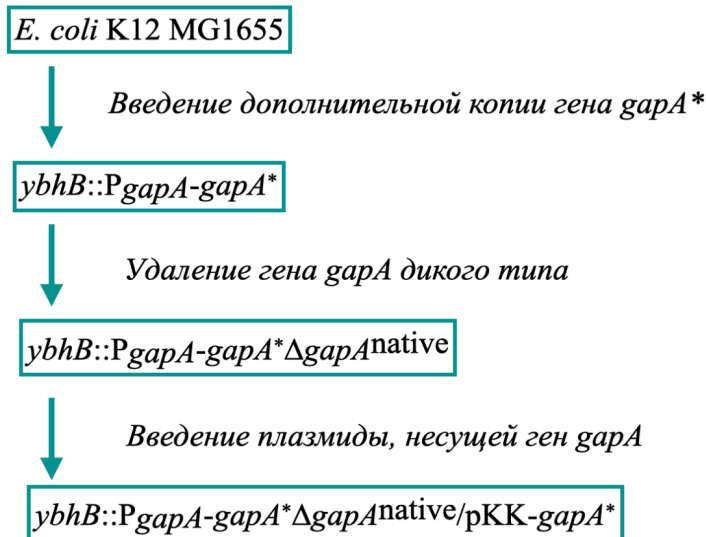 E. coli K12 MG1655
Введение дополнительной копии гена gapA*
ybhB::PgapA-gapA*
Удаление гена gapA дикого типа
ybhB::PgapA-gapA*ΔgapAnative
Введение плазмиды, несущей ген gapA
ybhB::PgapA-gapA*ΔgapAnative/pKK-gapA*